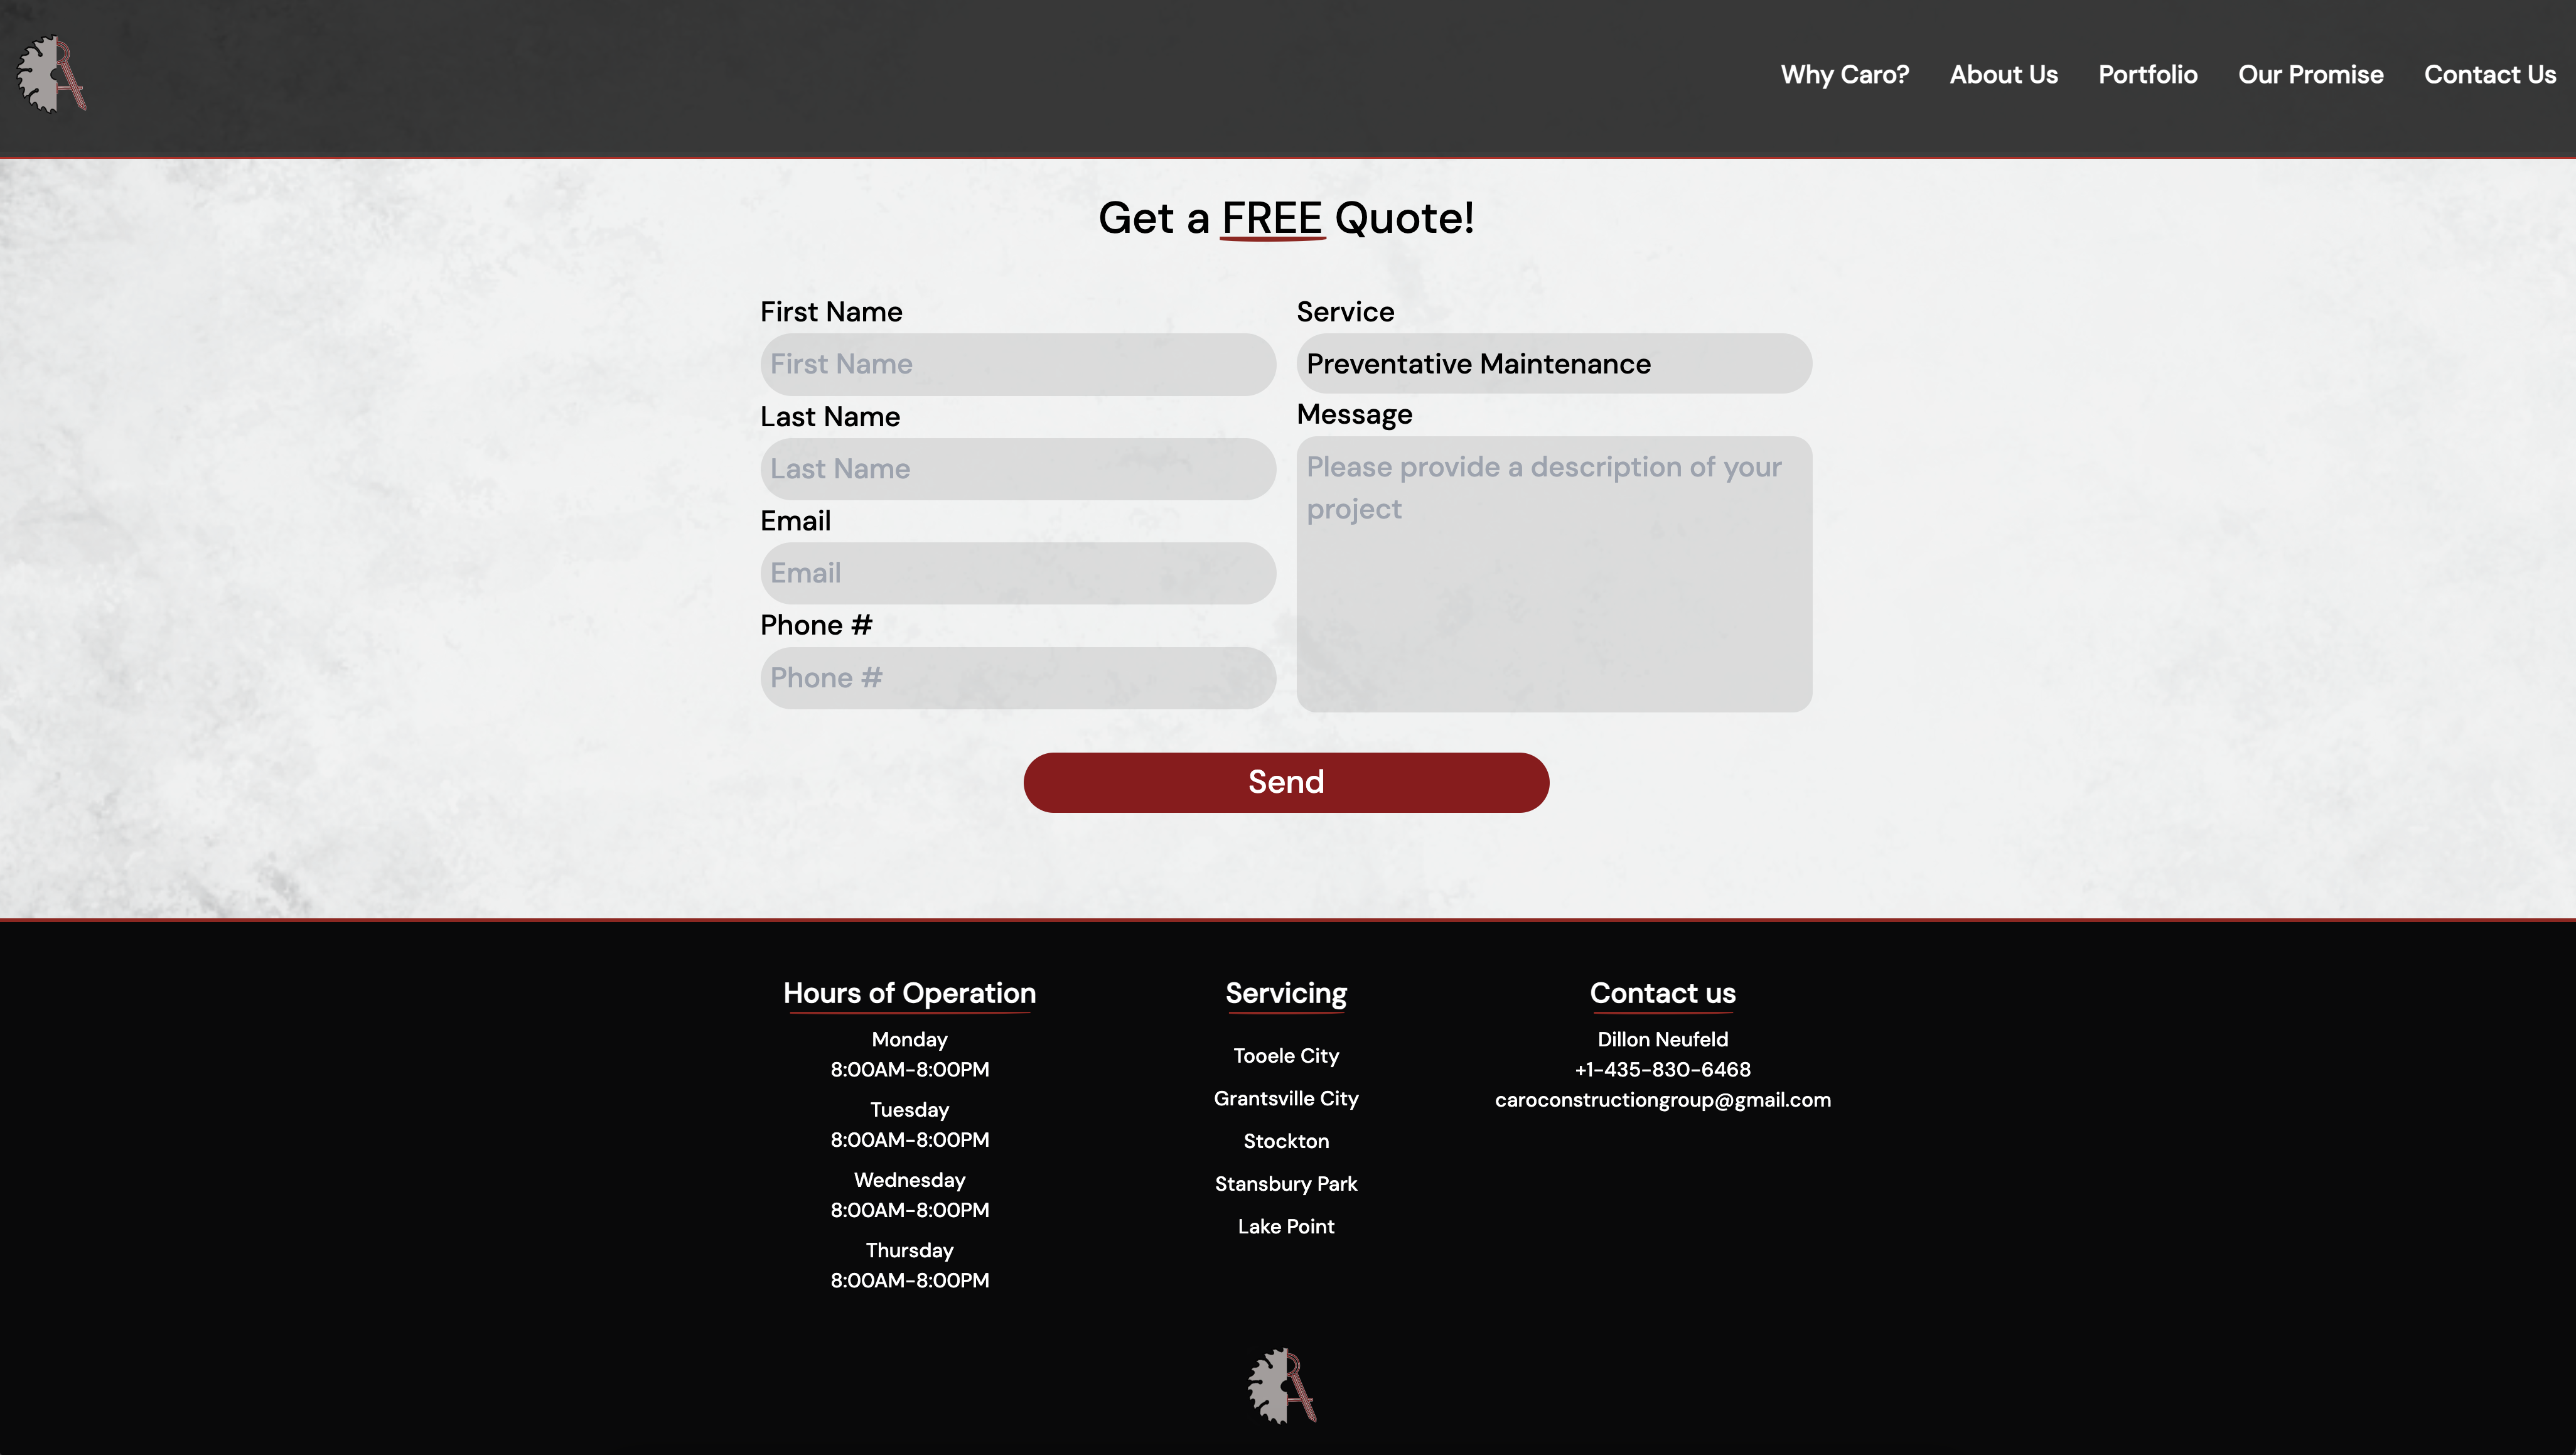 Why Caro?
About Us
Portfolio
Our Promise
Contact Us
Get a FREE Quote!
First Name
First Name
Last Name
Last Name
Email
Email
Phone #
Phone #
Service
Preventative Maintenance
Message
Please provide a description of your
project
Send
Hours of Operation
Monday
8:00AM-8:00PM
Tuesday
8:00AM-8:00PM
Wednesday
8:00AM-8:00PM
Thursday
8:00AM-8:00PM
Servicing
Tooele City
Grantsville City
Stockton
Stansbury Park
Lake Point
Contact us
Dillon Neufeld
+1-435-830-6468
caroconstructiongroup@gmail.com